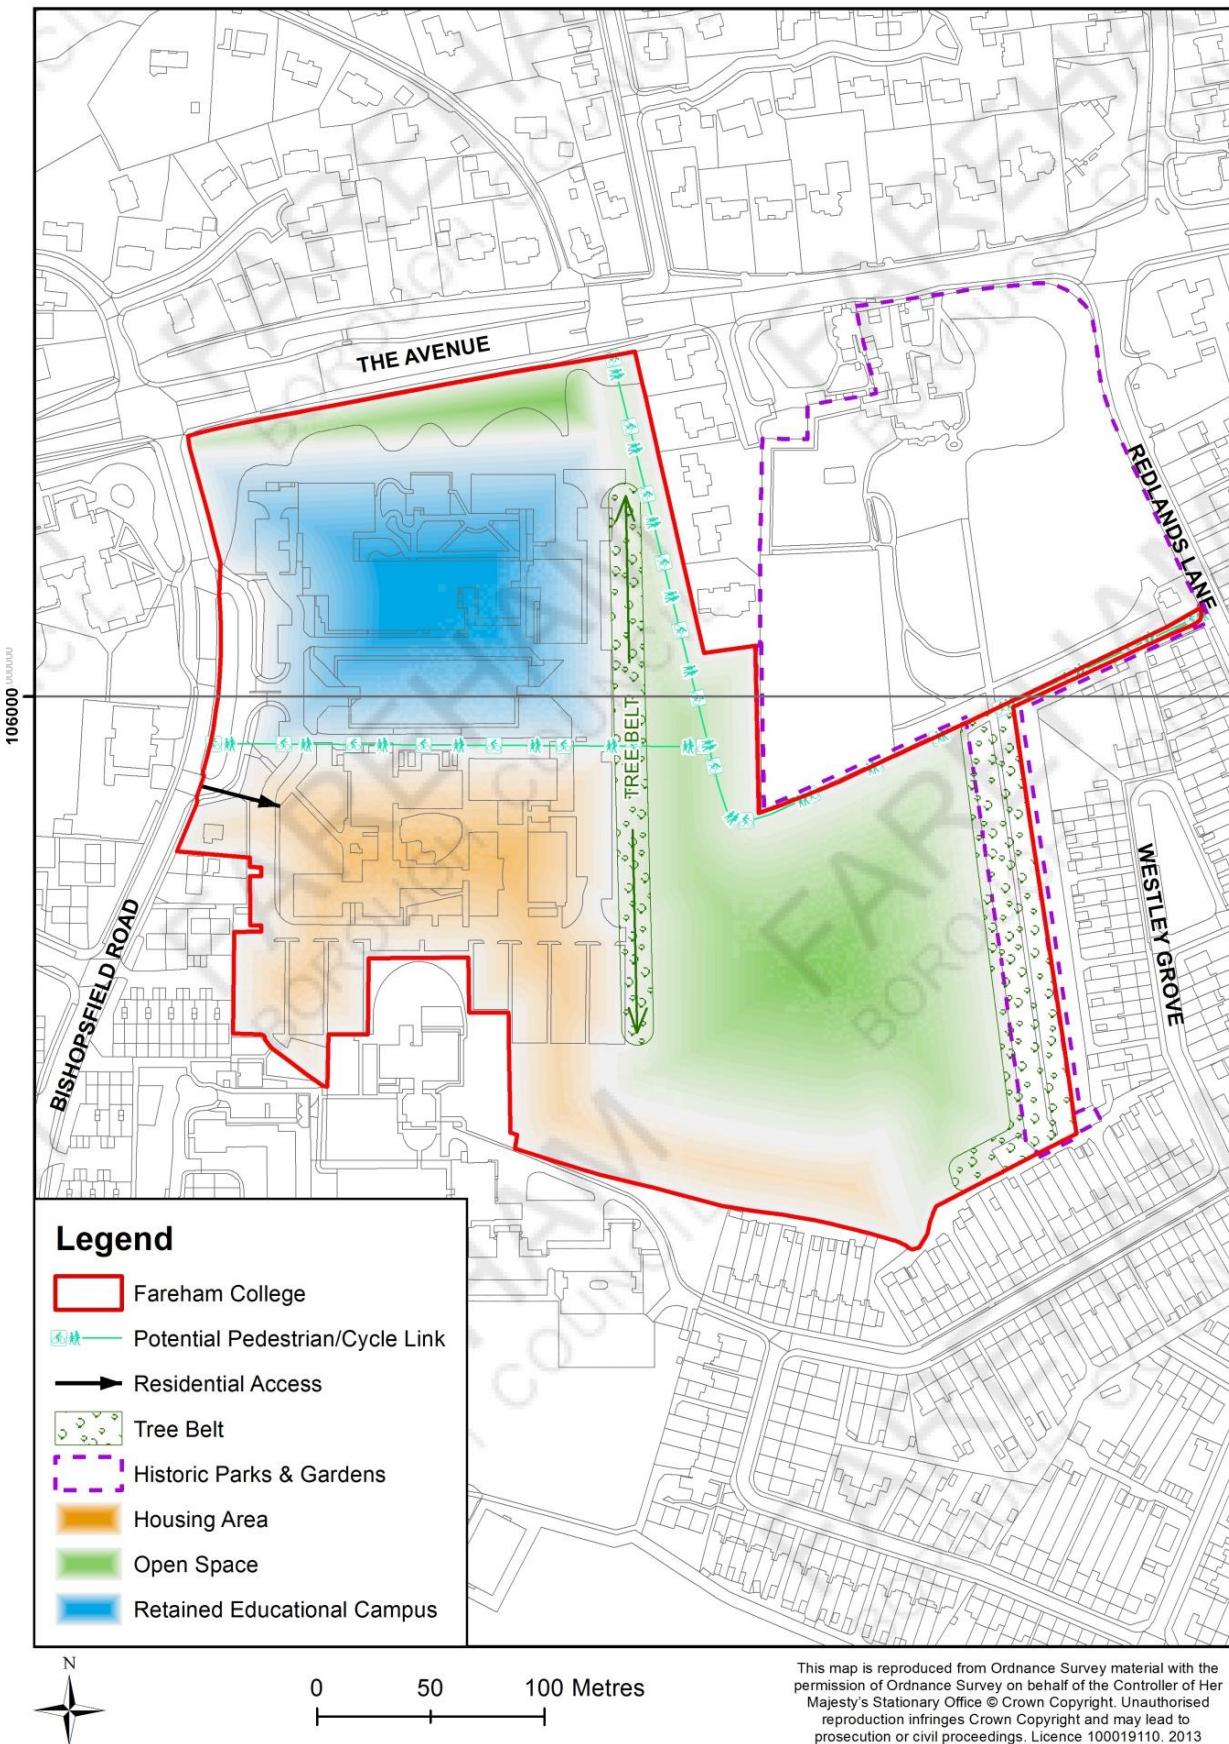 THE AVENUE
REDLANDS LANE
106000.000000
TREE BELT
WESTLEY GROVE
BISHOPSFIELD ROAD
FAREHAM
BOROUGH COUNCIL
Legend
Fareham College
Potential Pedestrian/Cycle Link
Residential Access
Tree Belt
Historic Parks & Gardens
Housing Area
Open Space
Retained Educational Campus
N
0 50 100 Metres
This map is reproduced from Ordnance Survey material with the
permission of Ordnance Survey on behalf of the Controller of Her
Majesty's Stationary Office © Crown Copyright. Unauthorised
reproduction infringes Crown Copyright and may lead to
prosecution or civil proceedings. Licence 100019110. 2013